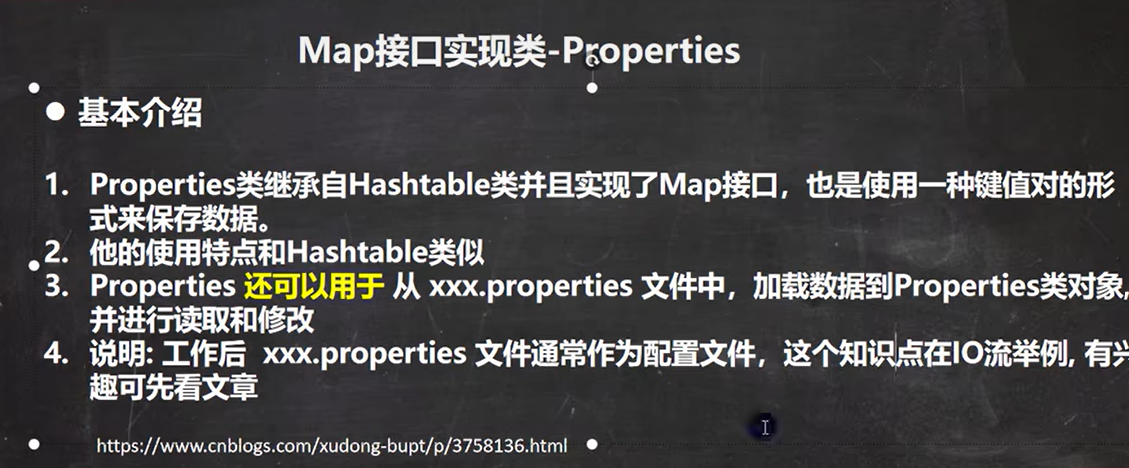 Map接口实现类-Properties
● 基本介绍
1. Properties类继承自Hashtable类并且实现了Map接口，也是使用一种键值对的形
式来保存数据。
2. 他的使用特点和Hashtable类似
3. Properties 还可以用于 从 xxx.properties 文件中，加载数据到Properties类对象,
并进行读取和修改
4. 说明: 工作后 xxx.properties 文件通常作为配置文件，这个知识点在IO流举例, 有兴
趣可先看文章
https://www.cnblogs.com/xudong-bupt/p/3758136.html